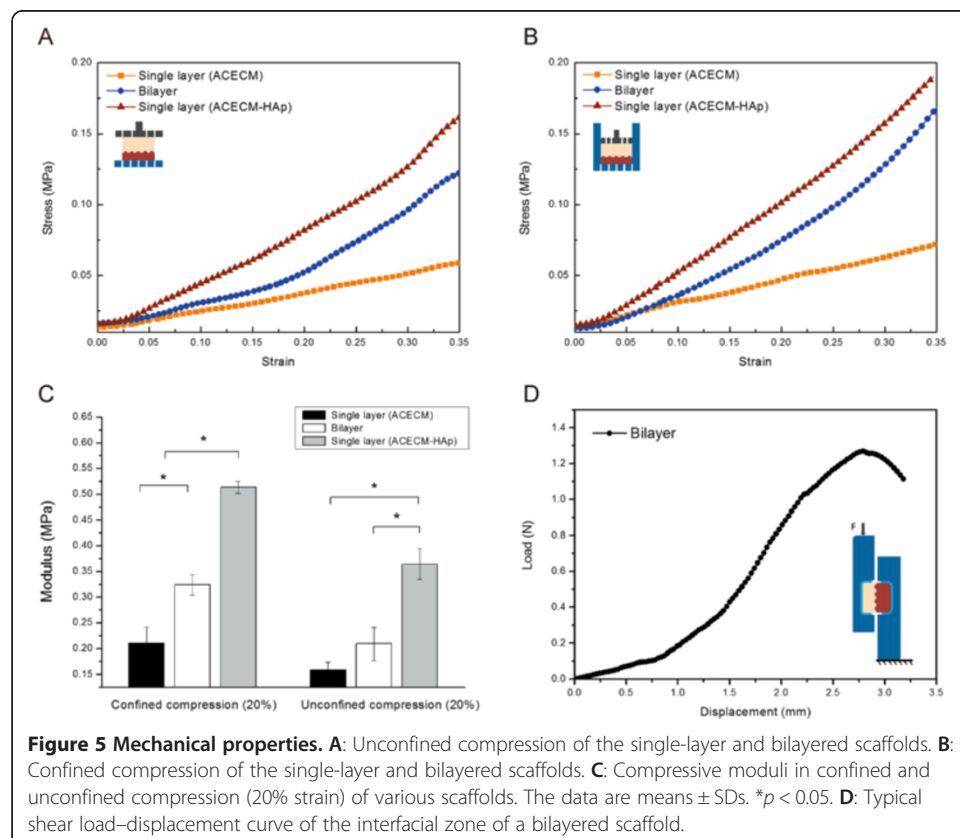 A
Single layer (ACECM)
Bilayer
Single layer (ACECM-HAp)
Stress (MPa)
0.20
0.15
0.10
0.05
0.00 0.05 0.10 0.15 0.20 0.25 0.30 0.35
Strain
B
Single layer (ACECM)
Bilayer
Single layer (ACECM-HAp)
Stress (MPa)
0.20
0.15
0.10
0.05
0.00 0.05 0.10 0.15 0.20 0.25 0.30 0.35
Strain
C
Single layer (ACECM)
Bilayer
Single layer (ACECM-HAp)
Modulus (MPa)
0.65
0.60
0.55
0.50
0.45
0.40
0.35
0.30
0.25
0.20
0.15
* *
* *
Confined compression (20%) Unconfined compression (20%)
D
Bilayer
Load (N)
1.4
1.2
1.0
0.8
0.6
0.4
0.2
0.0
F
0.0 0.5 1.0 1.5 2.0 2.5 3.0 3.5
Displacement (mm)
Figure 5 Mechanical properties. A: Unconfined compression of the single-layer and bilayered scaffolds. B:
Confined compression of the single-layer and bilayered scaffolds. C: Compressive moduli in confined and
unconfined compression (20% strain) of various scaffolds. The data are means ± SDs. *p < 0.05. D: Typical
shear load–displacement curve of the interfacial zone of a bilayered scaffold.